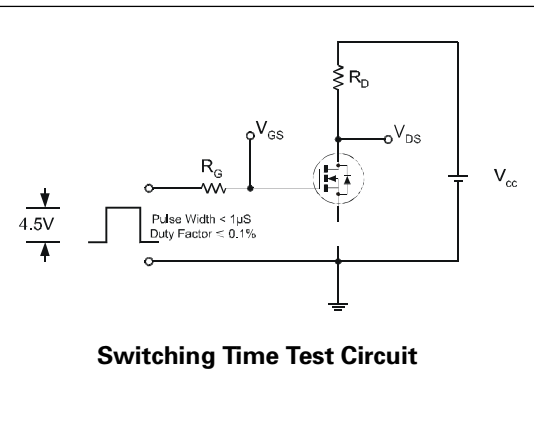 R_D
V_GS
V_DS
R_G
V_cc
4.5V
Pulse Width < 1µS
Duty Factor < 0.1%
Switching Time Test Circuit